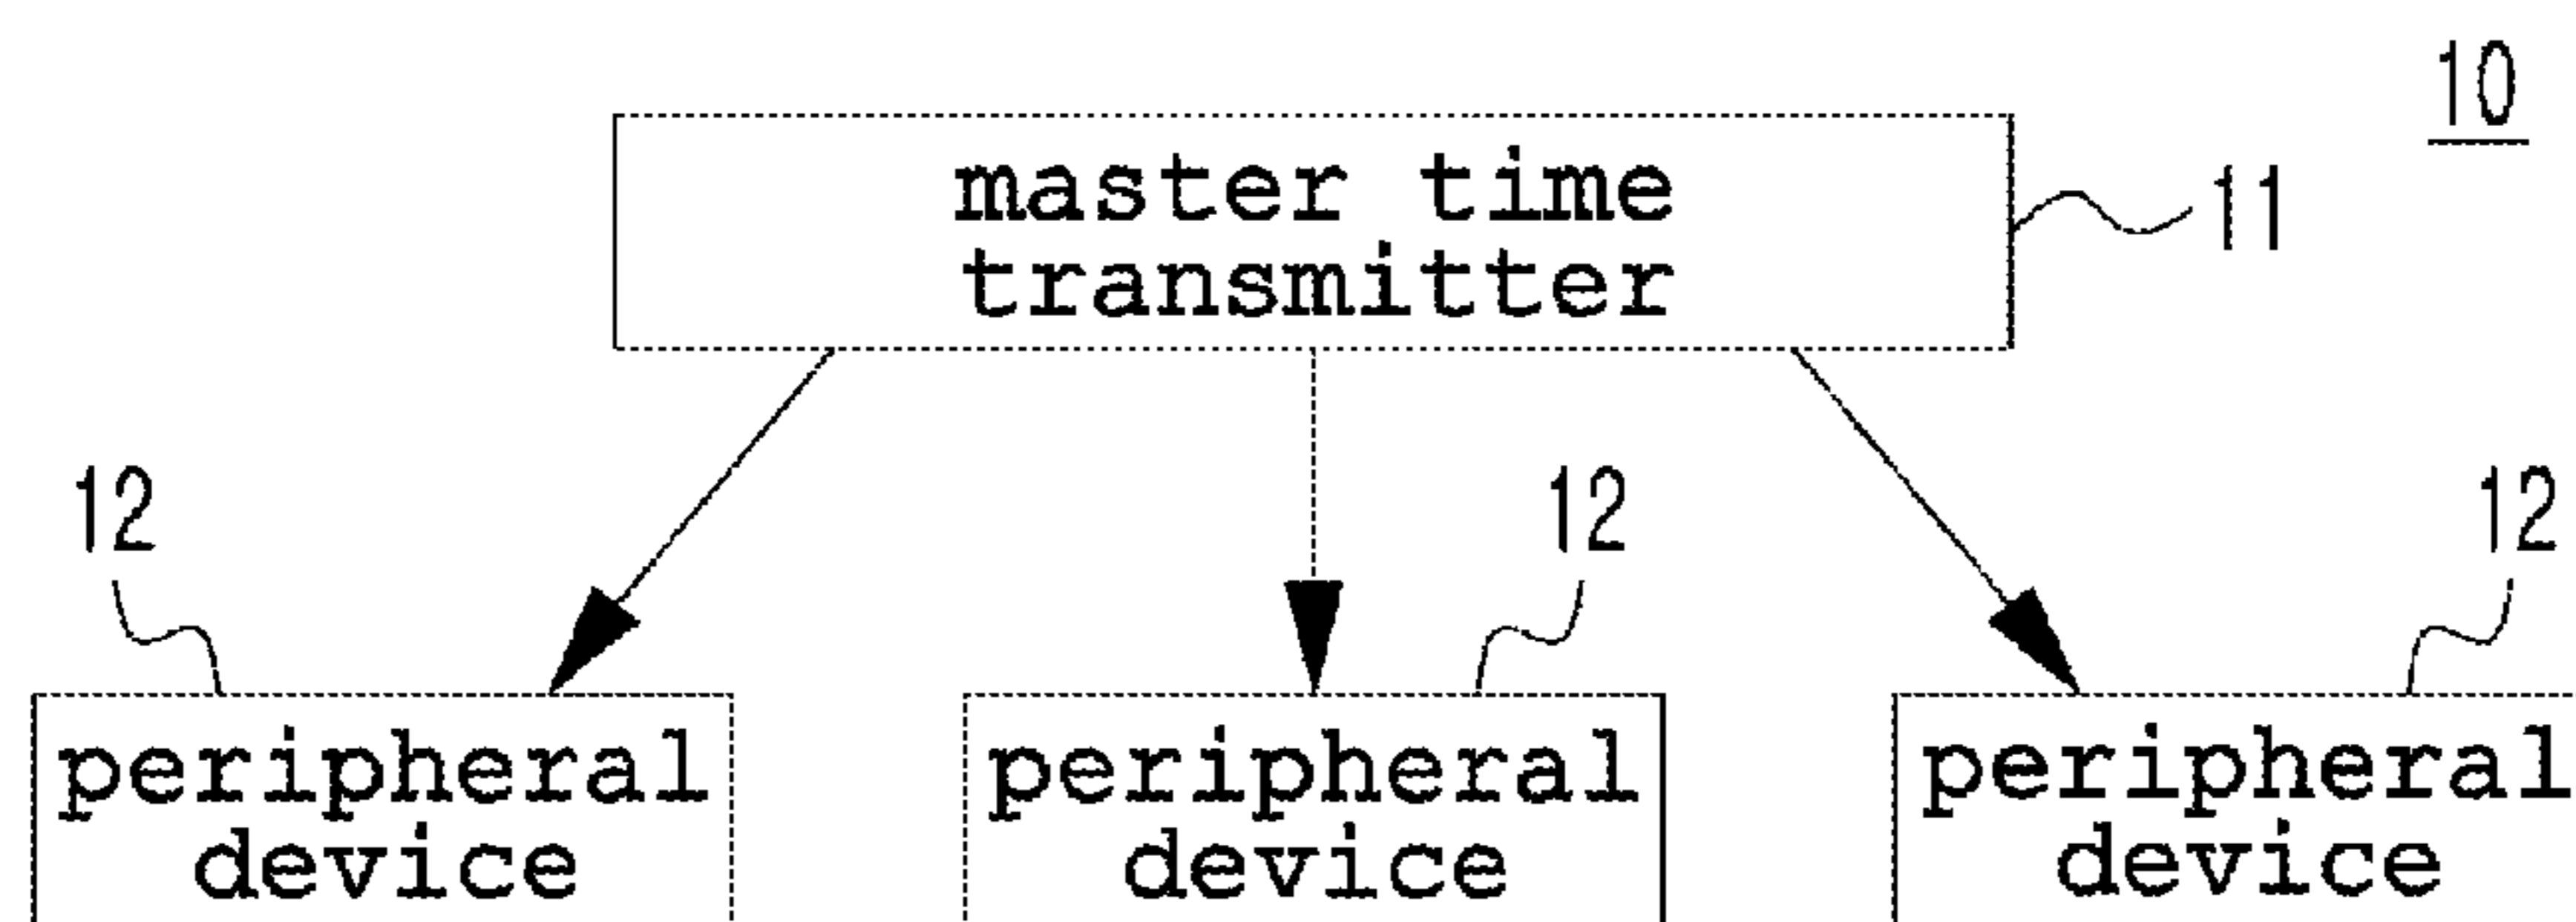 10
master time
transmitter
11
12
12
12
peripheral
device
peripheral
device
peripheral
device